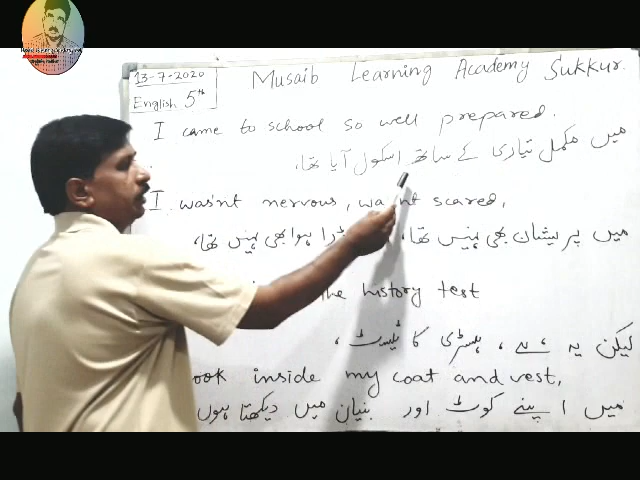 13-7-2020
English 5th
Musaib Learning Academy Sukkur.
I came to school so well prepared.
میں مکمل تیاری کے ساتھ اسکول آیا تھا،
I wasn't nervous, wa nt scared,
میں پریشان بھی نہیں تھا، ڈرا ہوا بھی نہیں تھا،
the history test
لیکن یہ ہے، ہسٹری کا ٹیسٹ،
ook inside my coat and vest,
میں اپنے کوٹ اور بنیان میں دیکھتا ہوں